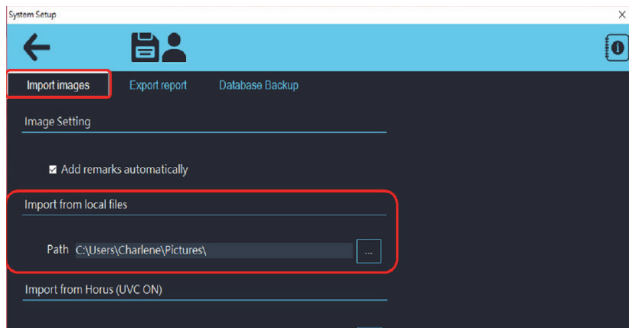 System Setup
Import images Export report Database Backup
Image Setting
Add remarks automatically
Import from local files
Path C:\Users\Charlene\Pictures\ ...
Import from Horus (UVC ON)